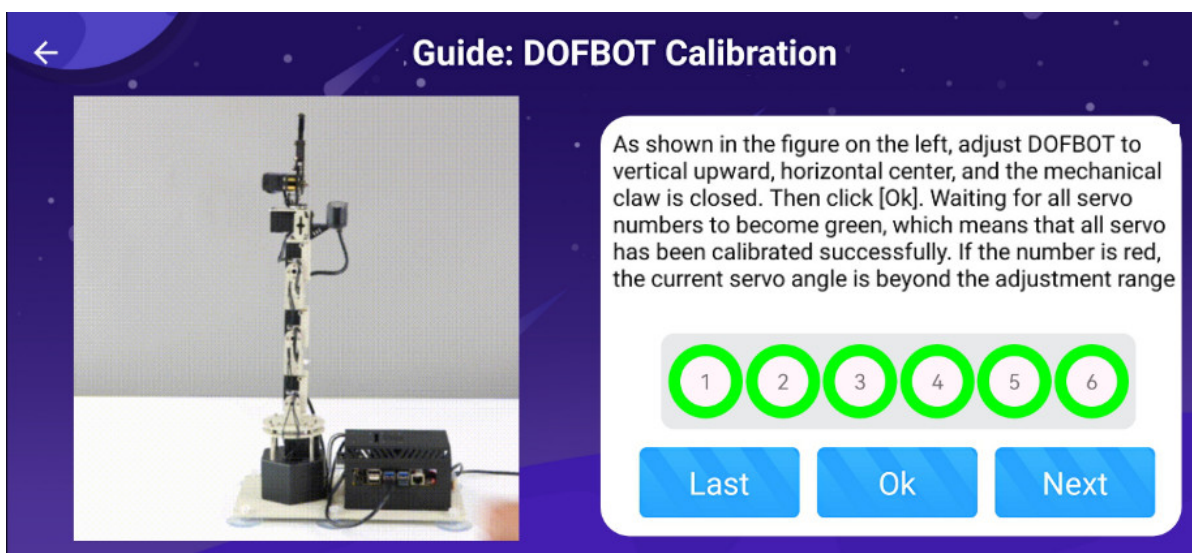 Guide: DOFBOT Calibration
As shown in the figure on the left, adjust DOFBOT to
vertical upward, horizontal center, and the mechanical
claw is closed. Then click [Ok]. Waiting for all servo
numbers to become green, which means that all servo
has been calibrated successfully. If the number is red,
the current servo angle is beyond the adjustment range
1 2 3 4 5 6
Last Ok Next